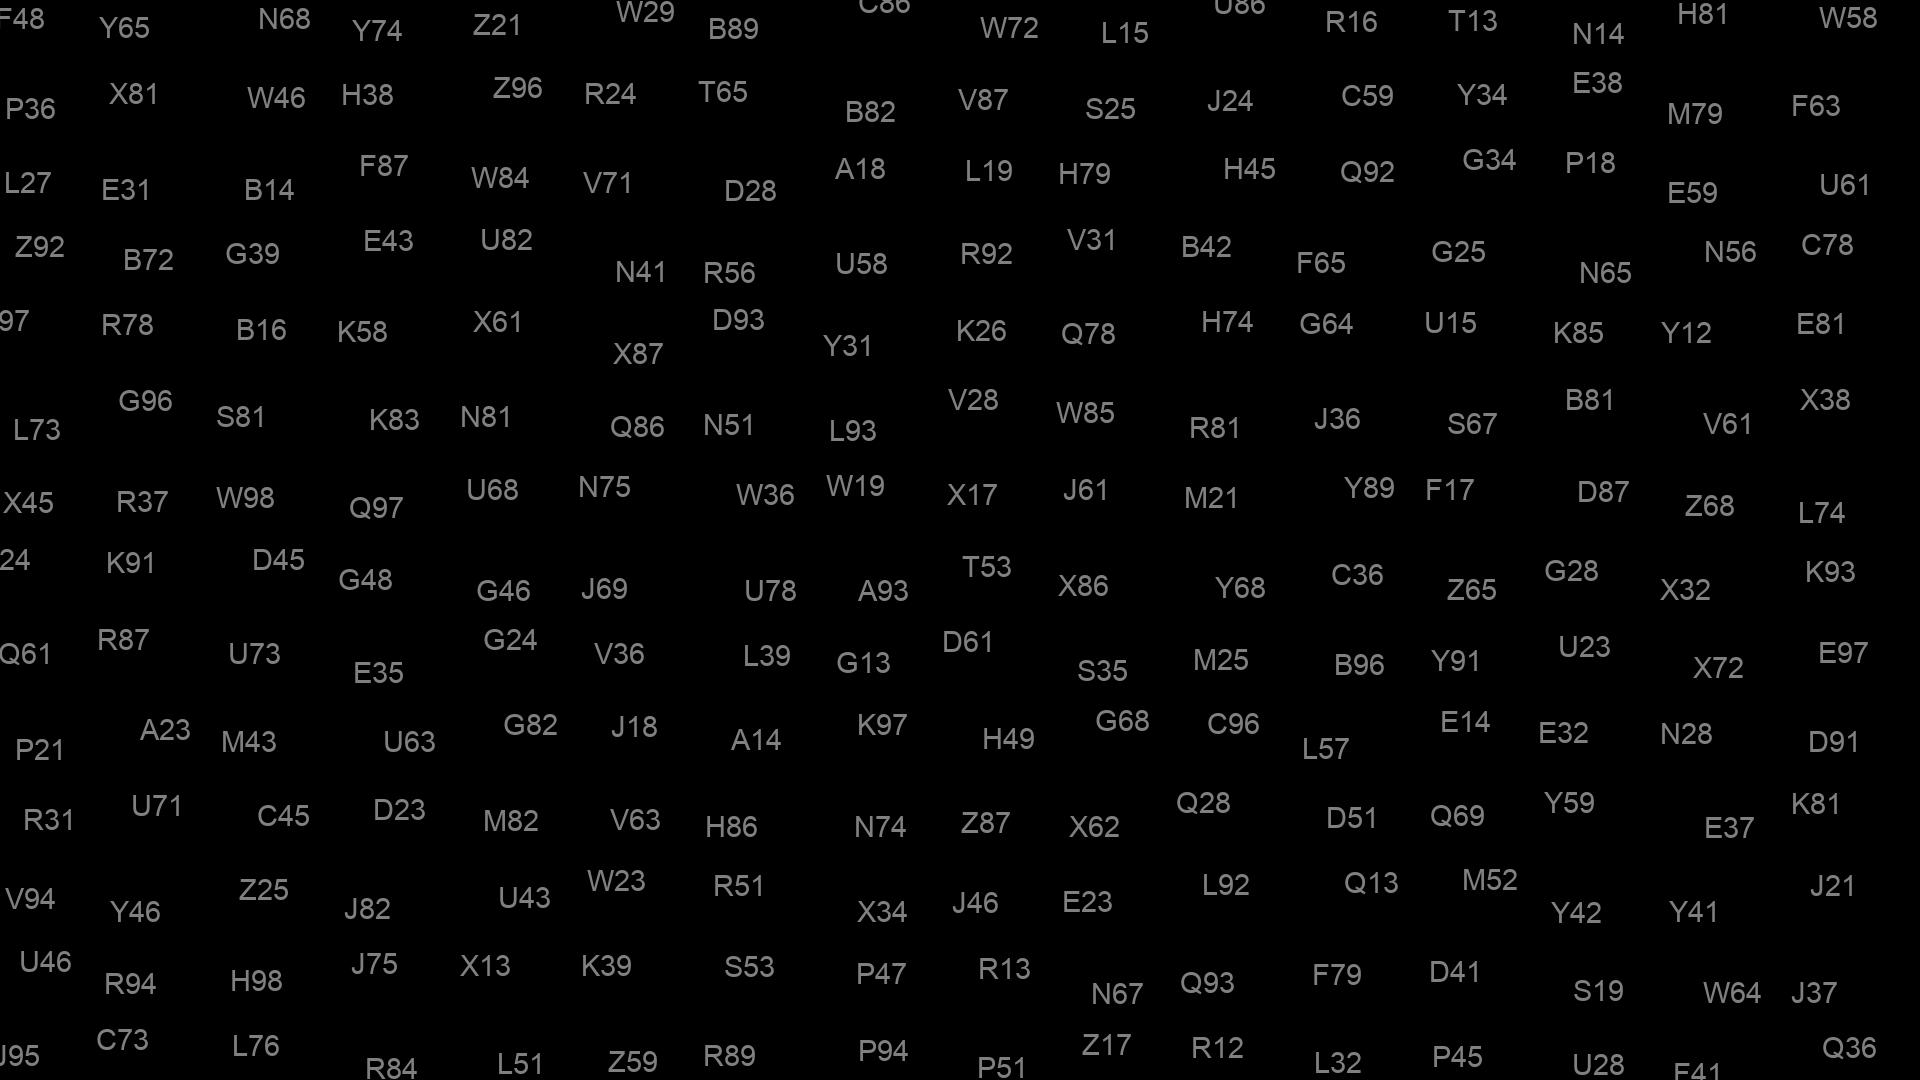 F48 Y65 N68 Y74 Z21 W29 B89 C86 W72 L15 U86 R16 T13 N14 H81 W58
P36 X81 W46 H38 Z96 R24 T65 B82 V87 S25 J24 C59 Y34 E38 M79 F63
L27 E31 B14 F87 W84 V71 D28 A18 L19 H79 H45 Q92 G34 P18 E59 U61
Z92 B72 G39 E43 U82 N41 R56 U58 R92 V31 B42 F65 G25 N65 N56 C78
97 R78 B16 K58 X61 X87 D93 Y31 K26 Q78 H74 G64 U15 K85 Y12 E81
L73 G96 S81 K83 N81 Q86 N51 L93 V28 W85 R81 J36 S67 B81 V61 X38
X45 R37 W98 Q97 U68 N75 W36 W19 X17 J61 M21 Y89 F17 D87 Z68 L74
24 K91 D45 G48 G46 J69 U78 A93 T53 X86 Y68 C36 Z65 G28 X32 K93
Q61 R87 U73 E35 G24 V36 L39 G13 D61 S35 M25 B96 Y91 U23 X72 E97
P21 A23 M43 U63 G82 J18 A14 K97 H49 G68 C96 L57 E14 E32 N28 D91
R31 U71 C45 D23 M82 V63 H86 N74 Z87 X62 Q28 D51 Q69 Y59 E37 K81
V94 Y46 Z25 J82 U43 W23 R51 X34 J46 E23 L92 Q13 M52 Y42 Y41 J21
U46 R94 H98 J75 X13 K39 S53 P47 R13 N67 Q93 F79 D41 S19 W64 J37
95 C73 L76 R84 L51 Z59 R89 P94 P51 Z17 R12 L32 P45 U28 41 Q36